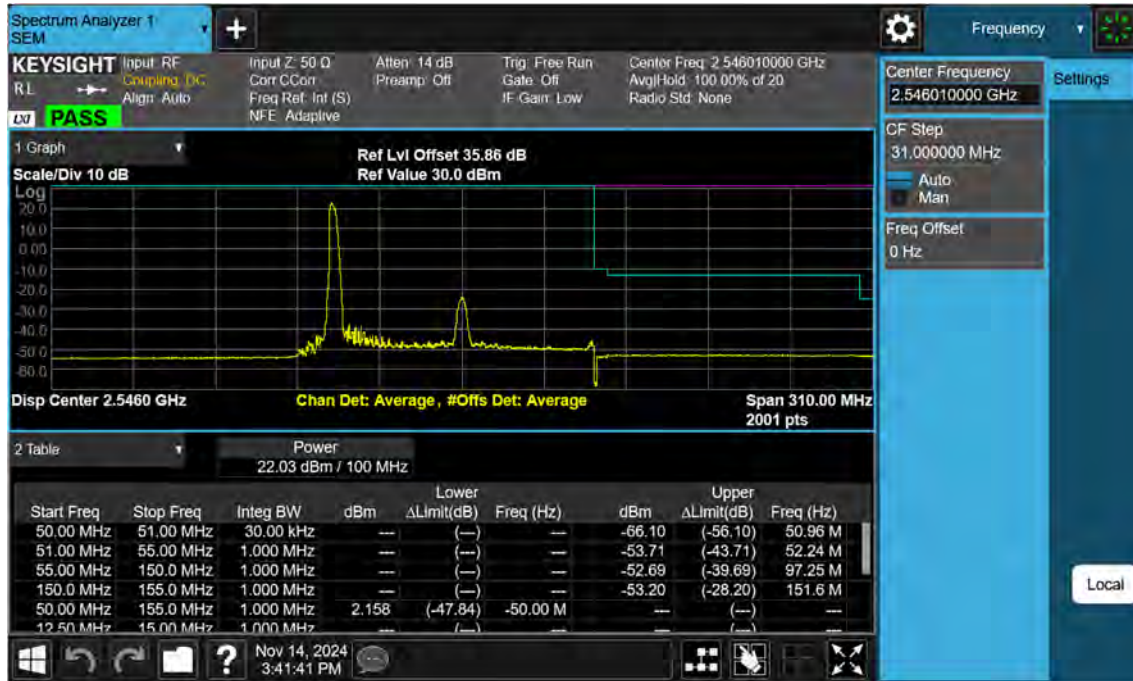 Spectrum Analyzer 1
SEM
+
Frequency
KEYSIGHT
Input: RF
Input Z: 50 Ω
Atten: 14 dB
Trig: Free Run
Center Freq: 2.546010000 GHz
RL
Coupling: DC
Corr CCorr
Preamp: Off
Gate: Off
Avg|Hold: 100.00% of 20
Align: Auto
Freq Ref: Int (S)
IF Gain: Low
Radio Std: None
LXI
PASS
NFE: Adaptive
Center Frequency
2.546010000 GHz
Settings
CF Step
31.000000 MHz
Auto
Man
Freq Offset
0 Hz
1 Graph
Ref Lvl Offset 35.86 dB
Scale/Div 10 dB
Ref Value 30.0 dBm
Log
20.0
10.0
0.00
-10.0
-20.0
-30.0
-40.0
-50.0
-60.0
Disp Center 2.5460 GHz
Chan Det: Average, #Offs Det: Average
Span 310.00 MHz
2001 pts
2 Table
Power
22.03 dBm / 100 MHz
Lower Upper
Start Freq Stop Freq Integ BW dBm ΔLimit(dB) Freq (Hz) dBm ΔLimit(dB) Freq (Hz)
50.00 MHz 51.00 MHz 30.00 kHz --- (---) --- -66.10 (-56.10) 50.96 M
51.00 MHz 55.00 MHz 1.000 MHz --- (---) --- -53.71 (-43.71) 52.24 M
55.00 MHz 150.0 MHz 1.000 MHz --- (---) --- -52.69 (-39.69) 97.25 M
150.0 MHz 155.0 MHz 1.000 MHz --- (---) --- -53.20 (-28.20) 151.6 M
50.00 MHz 155.0 MHz 1.000 MHz 2.158 (-47.84) -50.00 M --- (---) ---
12.50 MHz 15.00 MHz 1.000 MHz --- (---) --- --- (---) ---
Local
?
Nov 14, 2024
3:41:41 PM